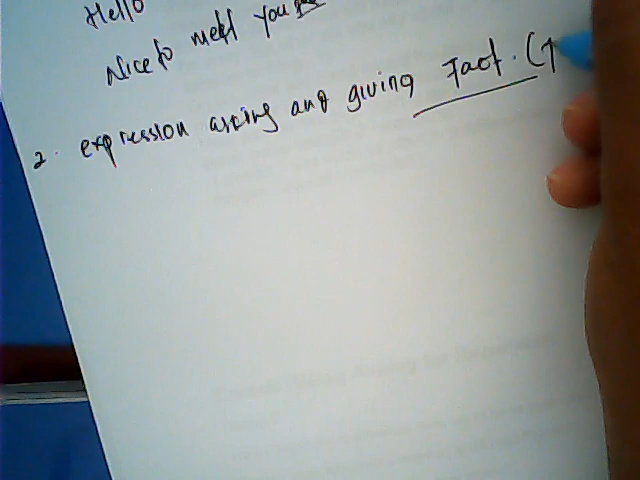 Hello
Nice to meet you
2. expression asking and giving Fact. (